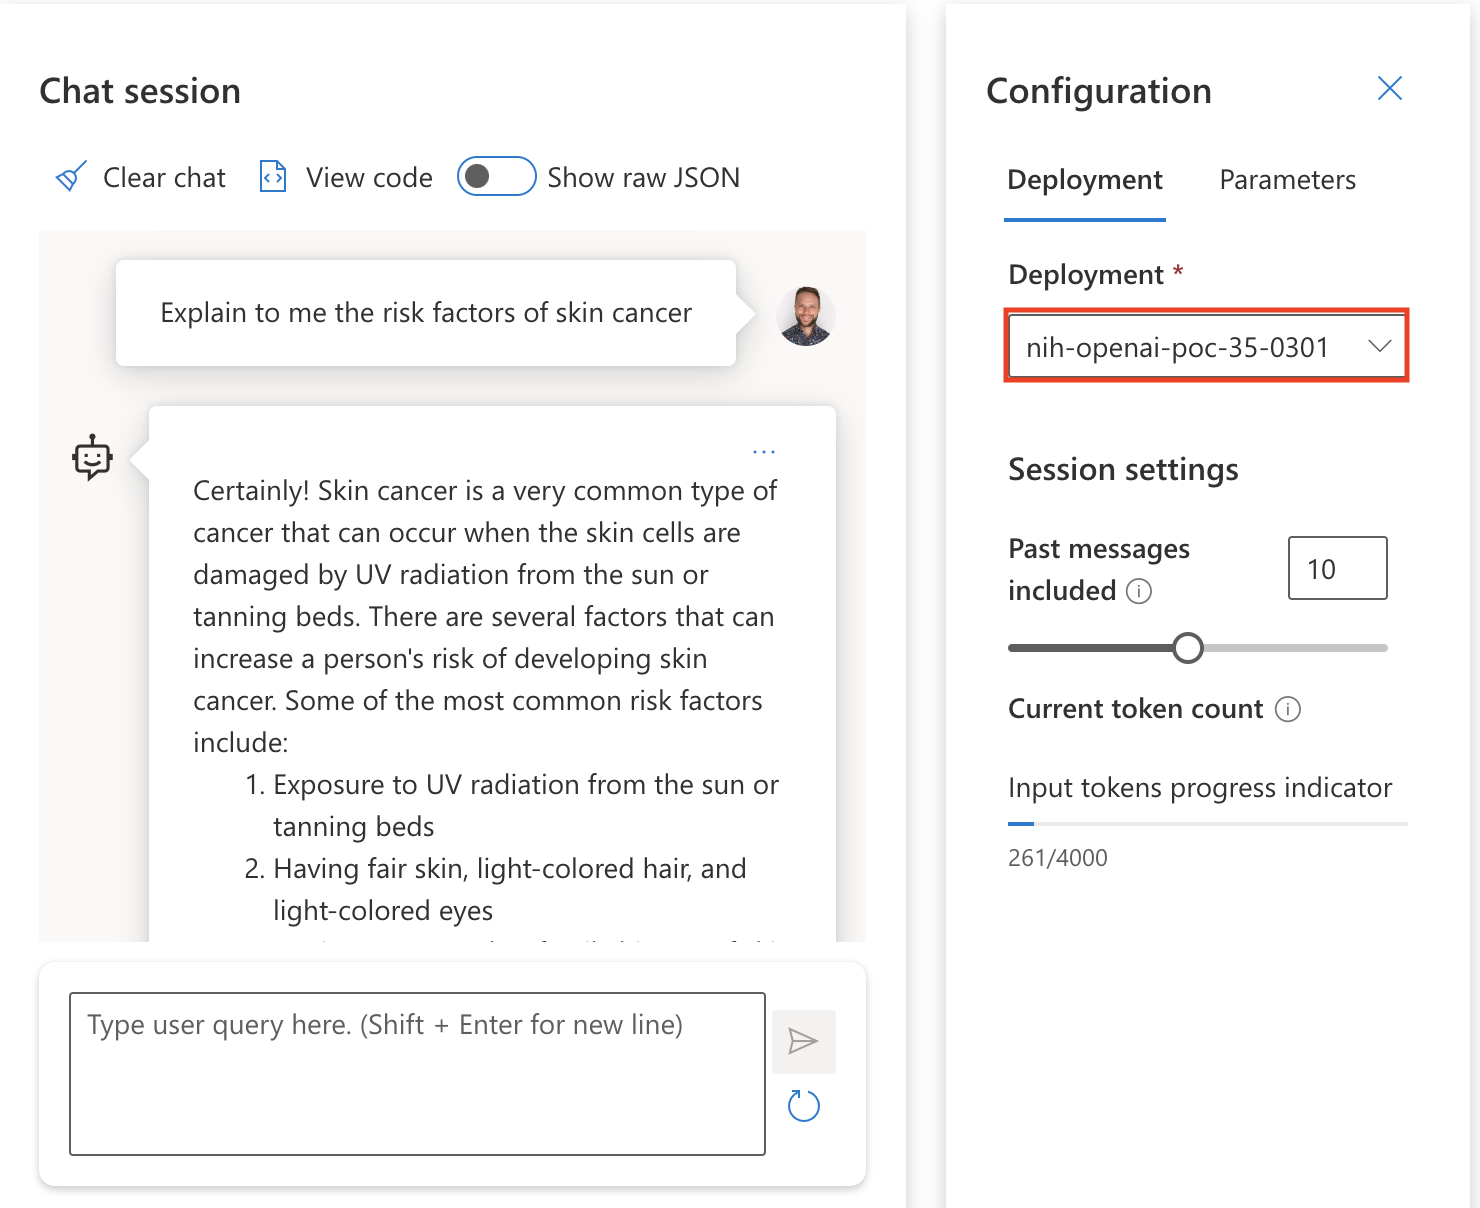 Chat session
Clear chat
View code
Show raw JSON
Explain to me the risk factors of skin cancer
...
Certainly! Skin cancer is a very common type of
cancer that can occur when the skin cells are
damaged by UV radiation from the sun or
tanning beds. There are several factors that can
increase a person's risk of developing skin
cancer. Some of the most common risk factors
include:
1. Exposure to UV radiation from the sun or
tanning beds
2. Having fair skin, light-colored hair, and
light-colored eyes
Type user query here. (Shift + Enter for new line)
Configuration
Deployment
Parameters
Deployment *
nih-openai-poc-35-0301
Session settings
Past messages
included
10
Current token count
Input tokens progress indicator
261/4000